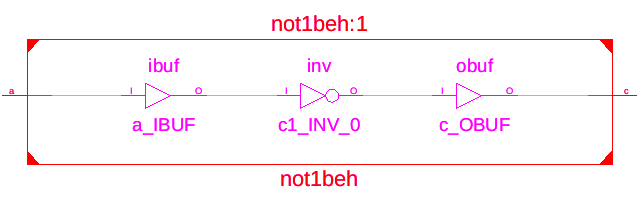 not1beh:1
ibuf inv obuf
a I O I O I O c
a_IBUF c1_INV_0 c_OBUF
not1beh